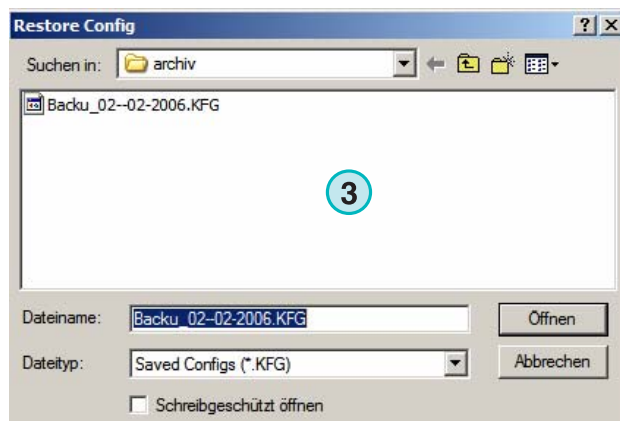 Restore Config
Suchen in: archiv
Backu_02--02-2006.KFG
3
Dateiname: Backu_02--02-2006.KFG Öffnen
Dateityp: Saved Configs (*.KFG) Abbrechen
Schreibgeschützt öffnen